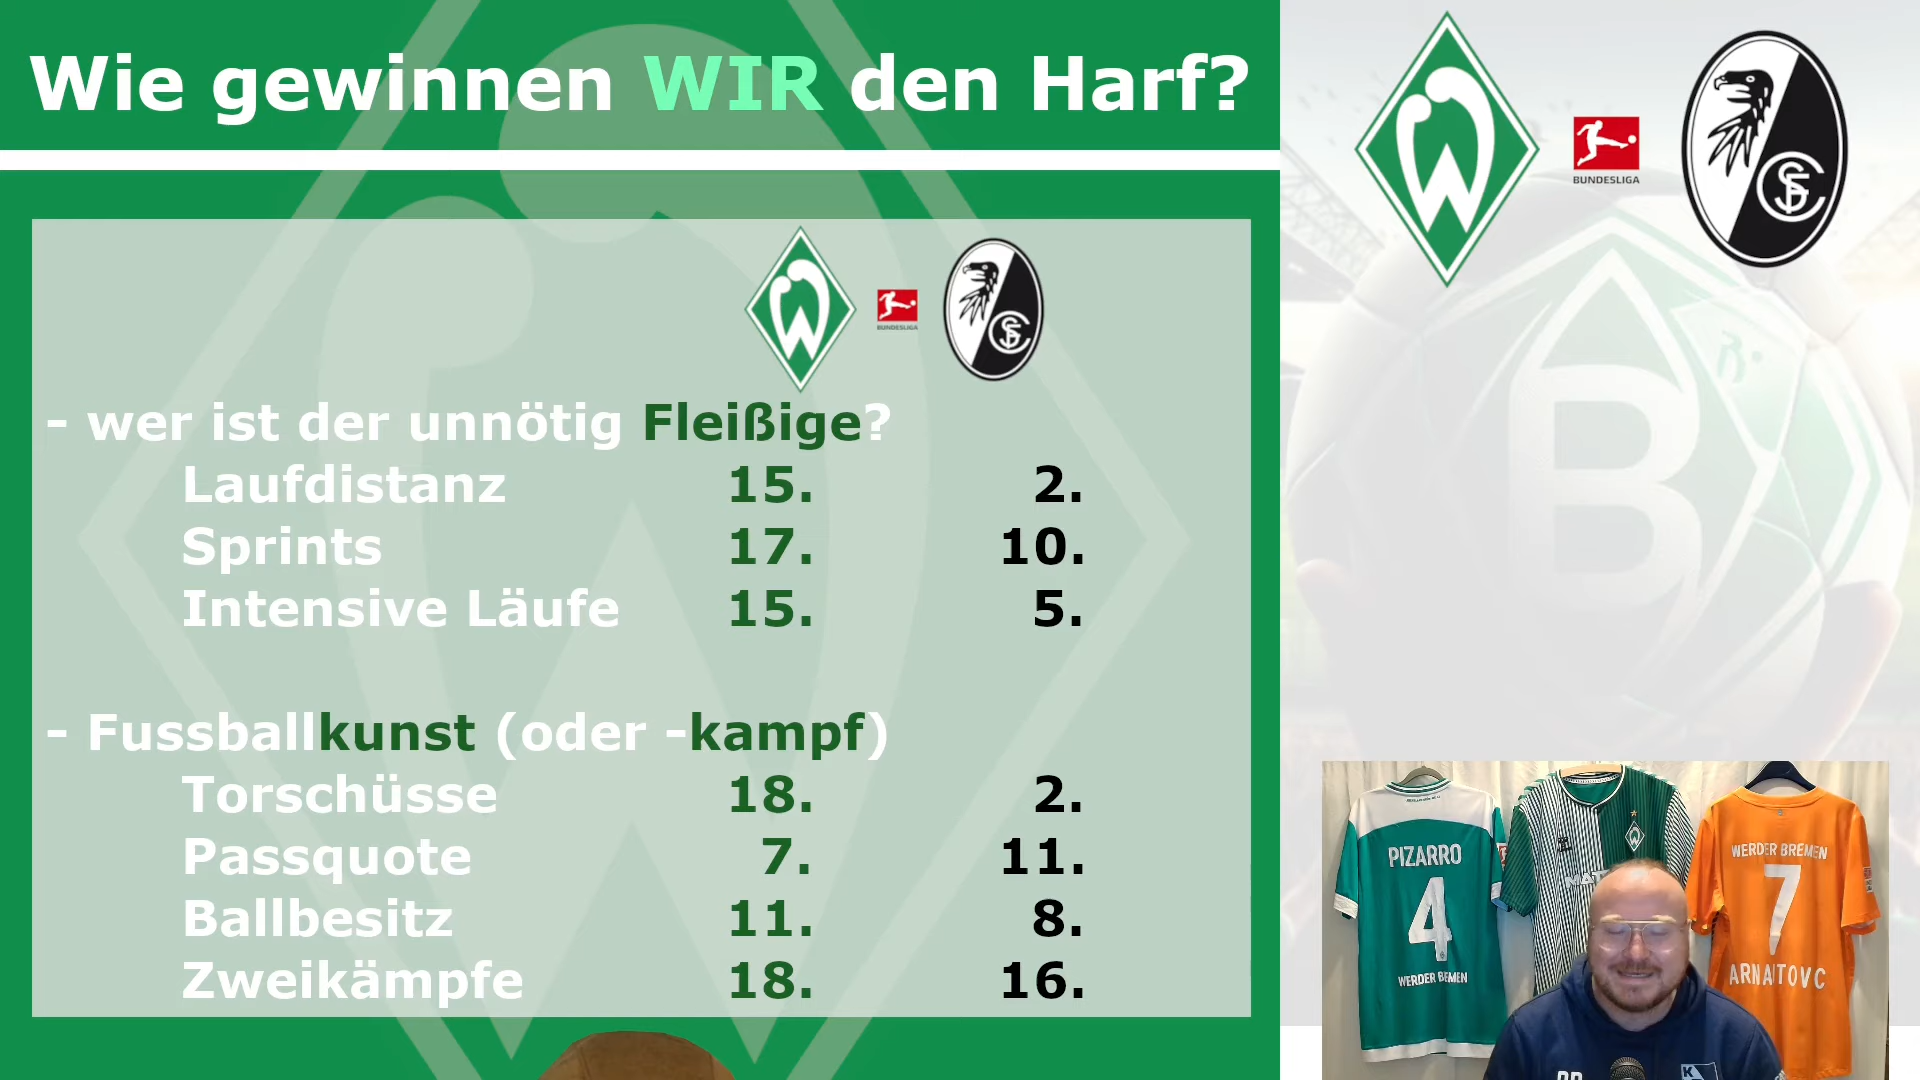 Wie gewinnen WIR den Harf?
BUNDESLIGA
BUNDESLIGA
- wer ist der unnötig Fleißige?
Laufdistanz 15. 2.
Sprints 17. 10.
Intensive Läufe 15. 5.
- Fussballkunst (oder -kampf)
Torschüsse 18. 2.
Passquote 7. 11.
Ballbesitz 11. 8.
Zweikämpfe 18. 16.
B
PIZARRO
4
WERDER BREMEN
WERDER BREMEN
7
ARNAUTOVIC
K